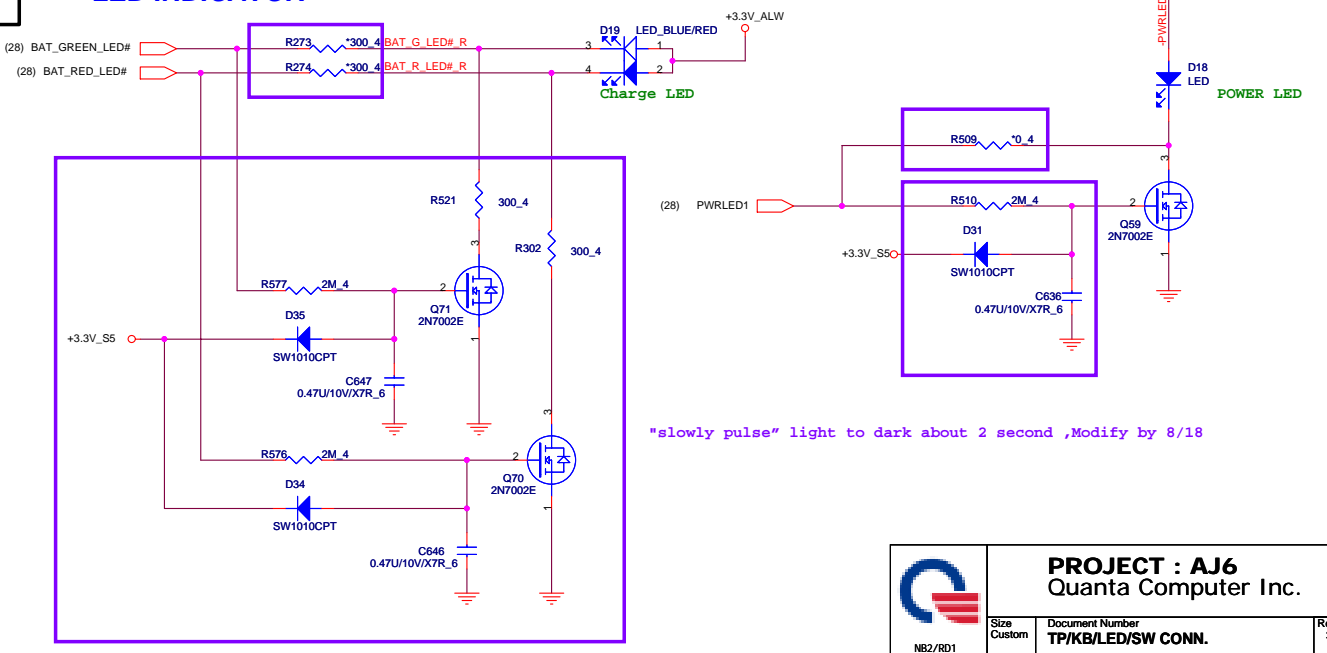 +3.3V_ALW
(28) BAT_GREEN_LED#
R273 *300_4 BAT_G_LED#_R
(28) BAT_RED_LED#
R274 *300_4 BAT_R_LED#_R
D19 LED_BLUE/RED
3 1
4 2
Charge LED
-PWRLED
D18
LED
POWER LED
R509 *0_4
3
(28) PWRLED1
R510 2M_4
2
Q59
2N7002E
1
D31
+3.3V_S5
SW1010CPT
C636
0.47U/10V/X7R_6
R521 300_4
R302 300_4
3
R577 2M_4
2
Q71
2N7002E
1
D35
+3.3V_S5
SW1010CPT
C647
0.47U/10V/X7R_6
3
R576 2M_4
2
Q70
2N7002E
1
D34
SW1010CPT
C646
0.47U/10V/X7R_6
"slowly pulse” light to dark about 2 second ,Modify by 8/18
PROJECT : AJ6
Quanta Computer Inc.
NB2/RD1
Size
Custom
Document Number
TP/KB/LED/SW CONN.